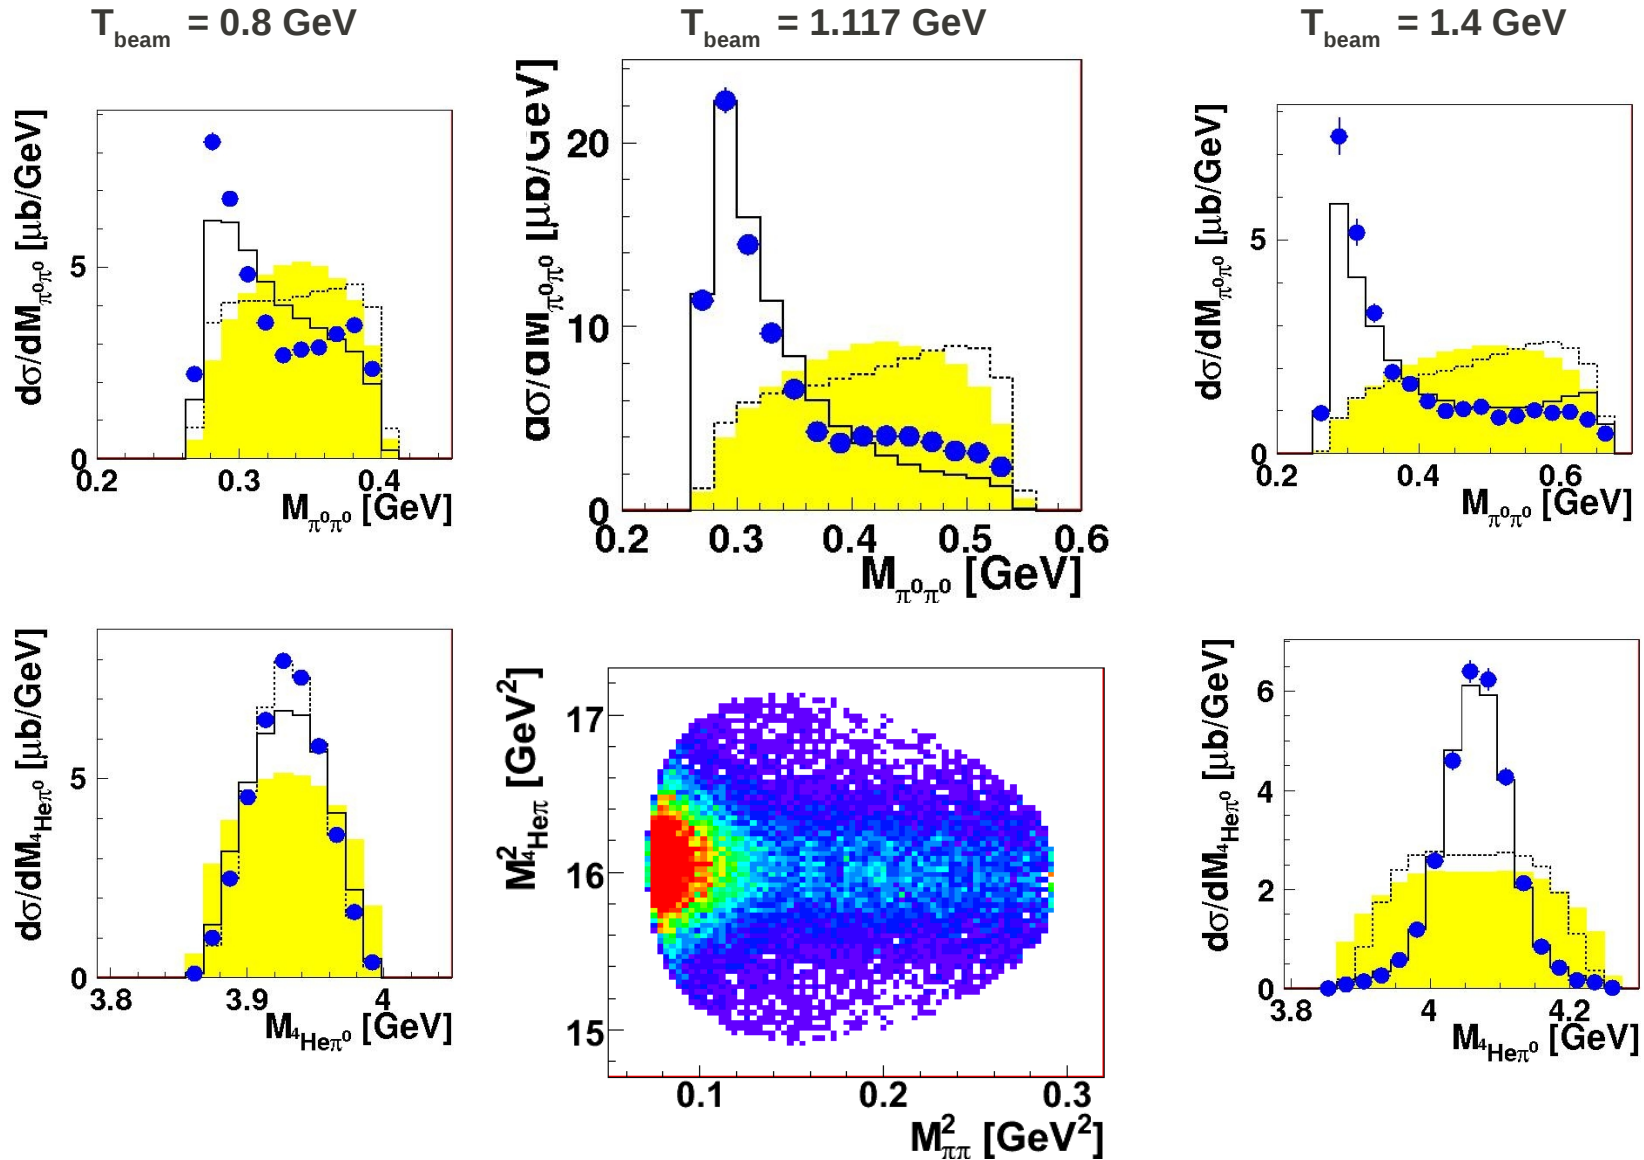 T_beam = 0.8 GeV
T_beam = 1.117 GeV
T_beam = 1.4 GeV
dσ/dM_π⁰π⁰ [μb/GeV]
5
0
0.2 0.3 0.4
M_π⁰π⁰ [GeV]
dσ/dM_π⁰π⁰ [μb/GeV]
20
10
0
0.2 0.3 0.4 0.5 0.6
M_π⁰π⁰ [GeV]
dσ/dM_π⁰π⁰ [μb/GeV]
5
0
0.2 0.4 0.6
M_π⁰π⁰ [GeV]
dσ/dM_⁴Heπ⁰ [μb/GeV]
5
0
3.8 3.9 4
M_⁴Heπ⁰ [GeV]
M²_⁴Heπ [GeV²]
17
16
15
0.1 0.2 0.3
M²_ππ [GeV²]
dσ/dM_⁴Heπ⁰ [μb/GeV]
6
4
2
0
3.8 4 4.2
M_⁴Heπ⁰ [GeV]